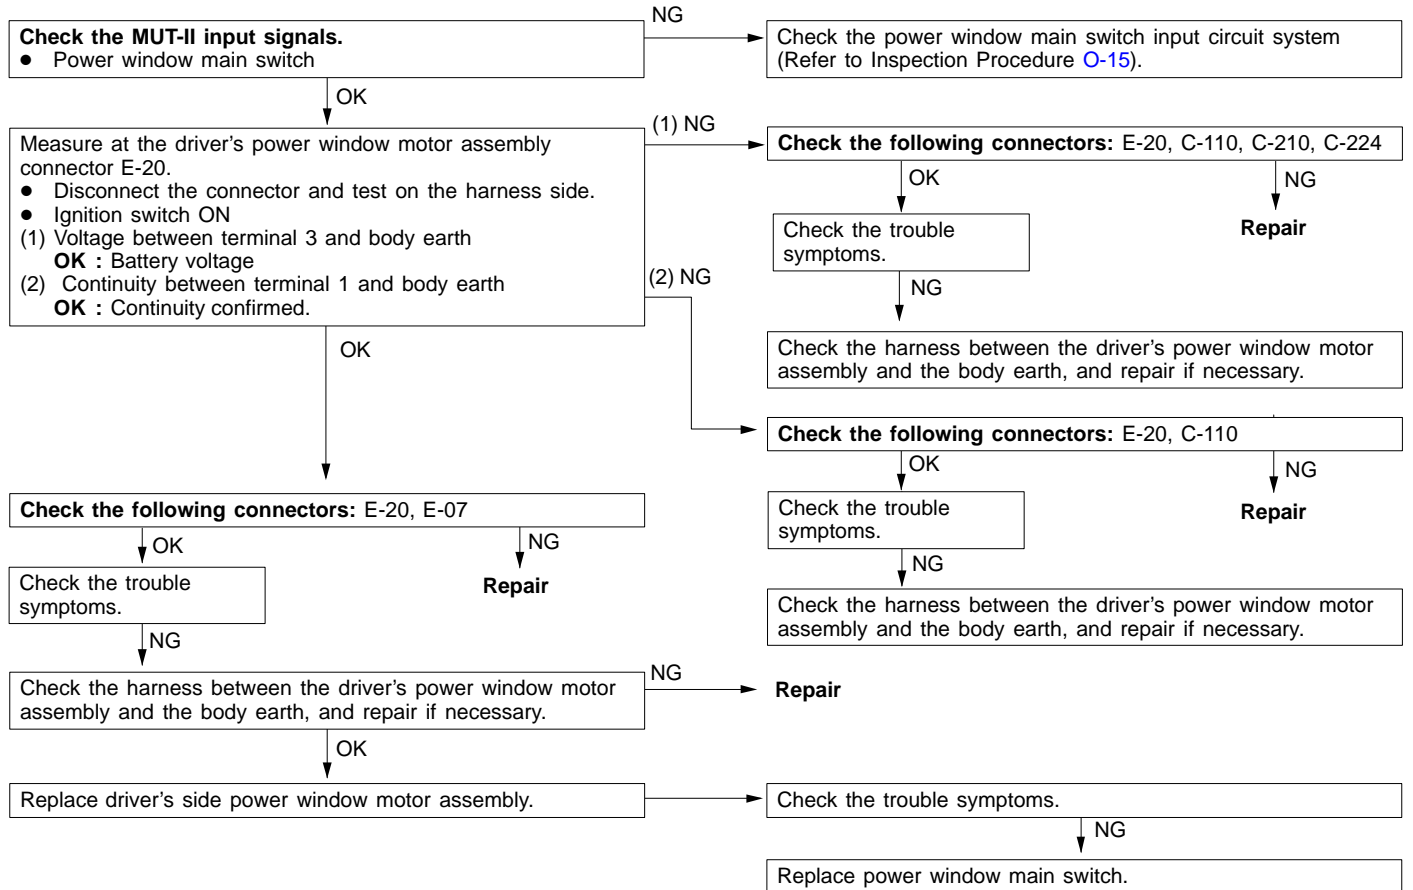 NG
Check the MUT-II input signals.
● Power window main switch
Check the power window main switch input circuit system
(Refer to Inspection Procedure O-15).
OK
Measure at the driver's power window motor assembly
connector E-20.
● Disconnect the connector and test on the harness side.
● Ignition switch ON
(1) Voltage between terminal 3 and body earth
OK : Battery voltage
(2) Continuity between terminal 1 and body earth
OK : Continuity confirmed.
(1) NG
Check the following connectors: E-20, C-110, C-210, C-224
OK
NG
Check the trouble
symptoms.
Repair
NG
Check the harness between the driver's power window motor
assembly and the body earth, and repair if necessary.
(2) NG
Check the following connectors: E-20, C-110
OK
NG
Check the trouble
symptoms.
Repair
NG
Check the harness between the driver's power window motor
assembly and the body earth, and repair if necessary.
OK
Check the following connectors: E-20, E-07
OK
NG
Check the trouble
symptoms.
Repair
NG
Check the harness between the driver's power window motor
assembly and the body earth, and repair if necessary.
NG
Repair
OK
Replace driver's side power window motor assembly.
Check the trouble symptoms.
NG
Replace power window main switch.